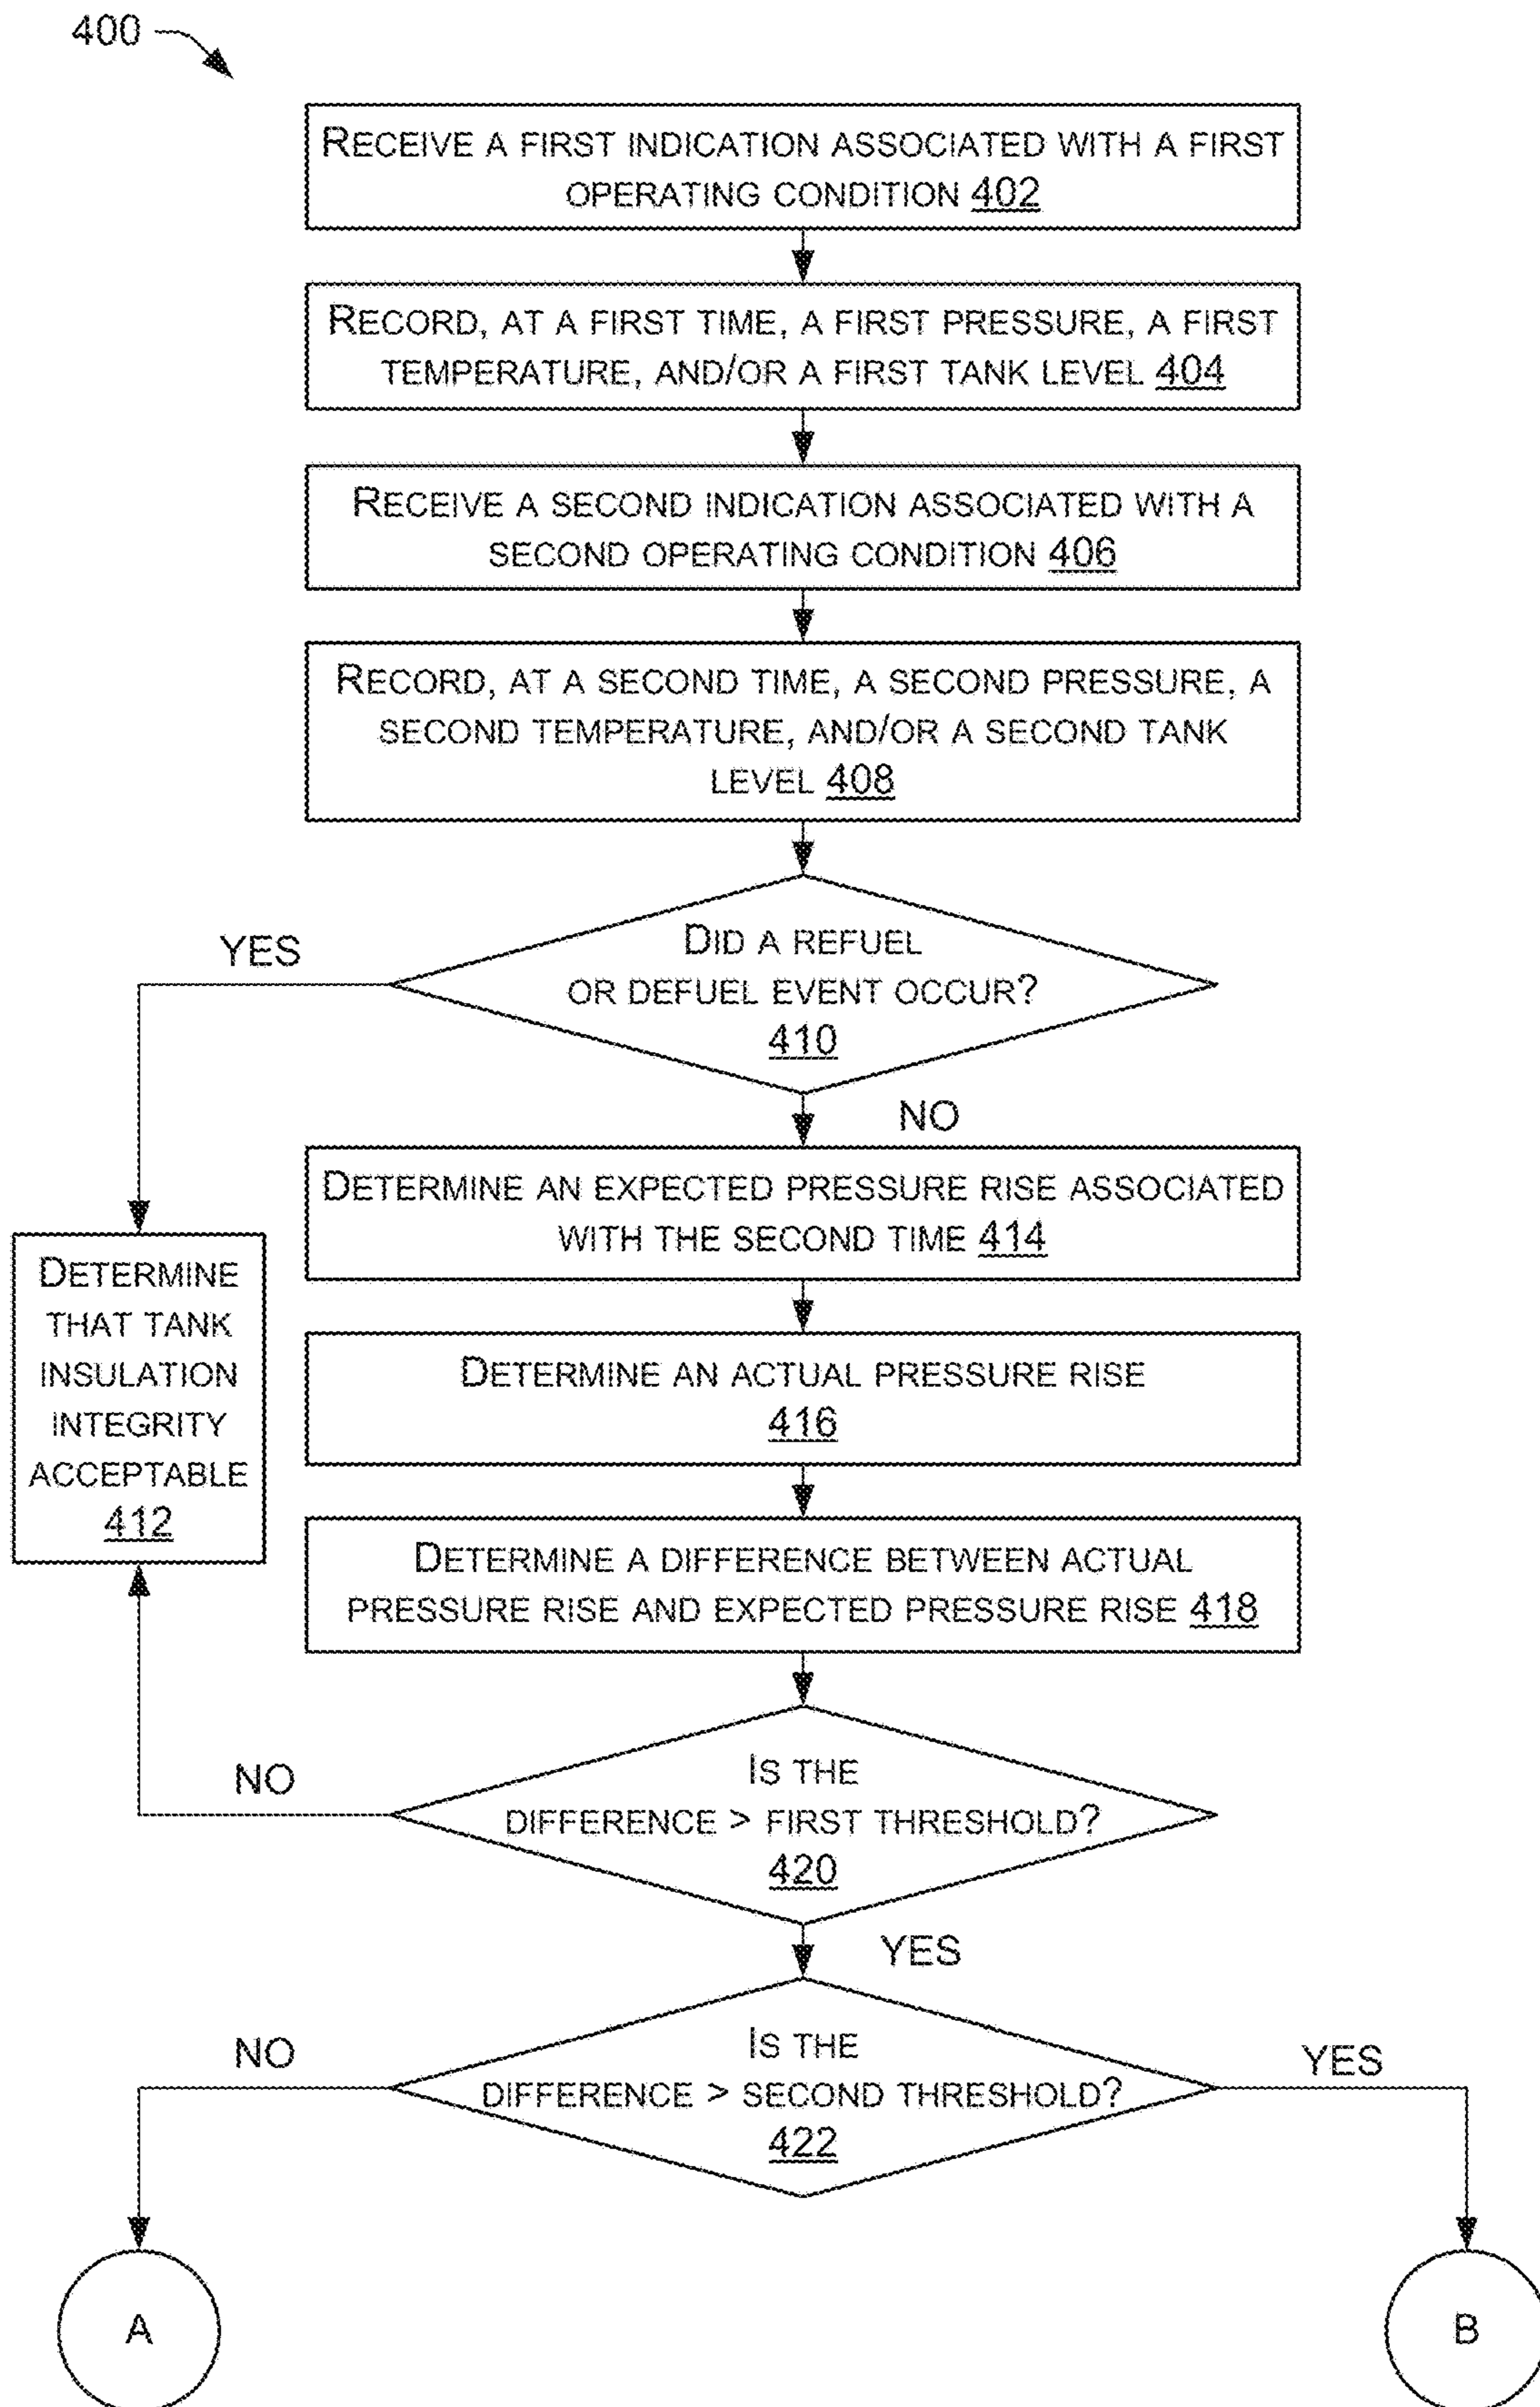 400
RECEIVE A FIRST INDICATION ASSOCIATED WITH A FIRST
OPERATING CONDITION 402
RECORD, AT A FIRST TIME, A FIRST PRESSURE, A FIRST
TEMPERATURE, AND/OR A FIRST TANK LEVEL 404
RECEIVE A SECOND INDICATION ASSOCIATED WITH A
SECOND OPERATING CONDITION 406
RECORD, AT A SECOND TIME, A SECOND PRESSURE, A
SECOND TEMPERATURE, AND/OR A SECOND TANK
LEVEL 408
DID A REFUEL
OR DEFUEL EVENT OCCUR?
410
YES
NO
DETERMINE
THAT TANK
INSULATION
INTEGRITY
ACCEPTABLE
412
DETERMINE AN EXPECTED PRESSURE RISE ASSOCIATED
WITH THE SECOND TIME 414
DETERMINE AN ACTUAL PRESSURE RISE
416
DETERMINE A DIFFERENCE BETWEEN ACTUAL
PRESSURE RISE AND EXPECTED PRESSURE RISE 418
IS THE
DIFFERENCE > FIRST THRESHOLD?
420
NO
YES
IS THE
DIFFERENCE > SECOND THRESHOLD?
422
NO
YES
A
B